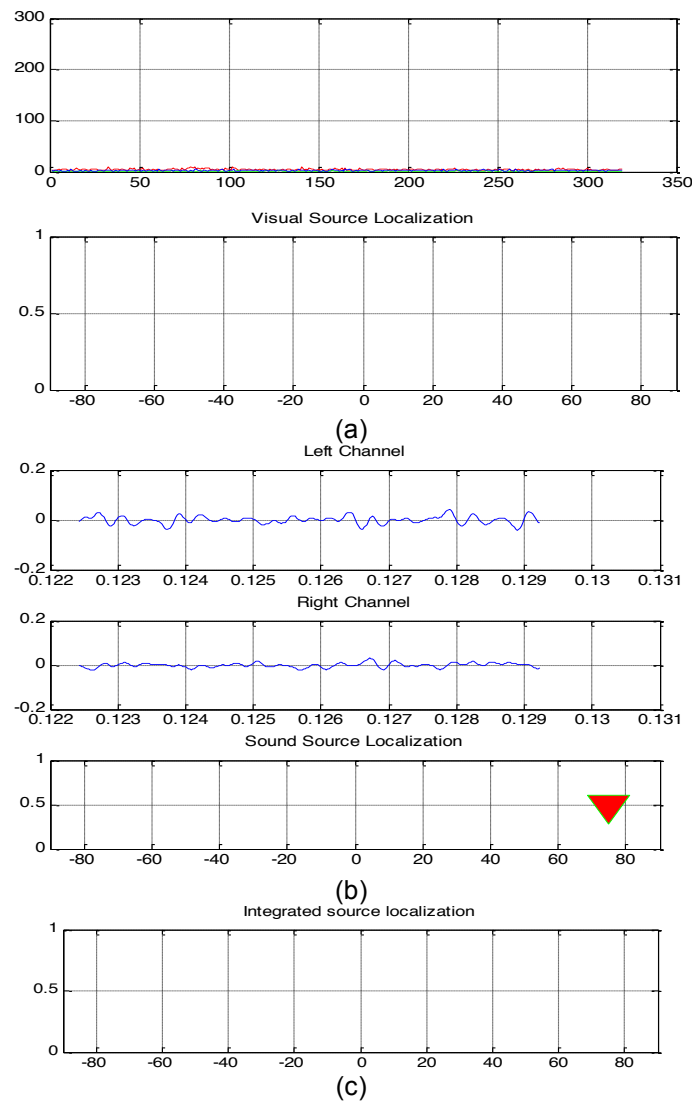 300
200
100
0
0 50 100 150 200 250 300 350
Visual Source Localization
1
0.5
0
-80 -60 -40 -20 0 20 40 60 80
(a)
Left Channel
0.2
0
-0.2
0.122 0.123 0.124 0.125 0.126 0.127 0.128 0.129 0.13 0.131
Right Channel
0.2
0
-0.2
0.122 0.123 0.124 0.125 0.126 0.127 0.128 0.129 0.13 0.131
Sound Source Localization
1
0.5
0
-80 -60 -40 -20 0 20 40 60 80
(b)
Integrated source localization
1
0.5
0
-80 -60 -40 -20 0 20 40 60 80
(c)